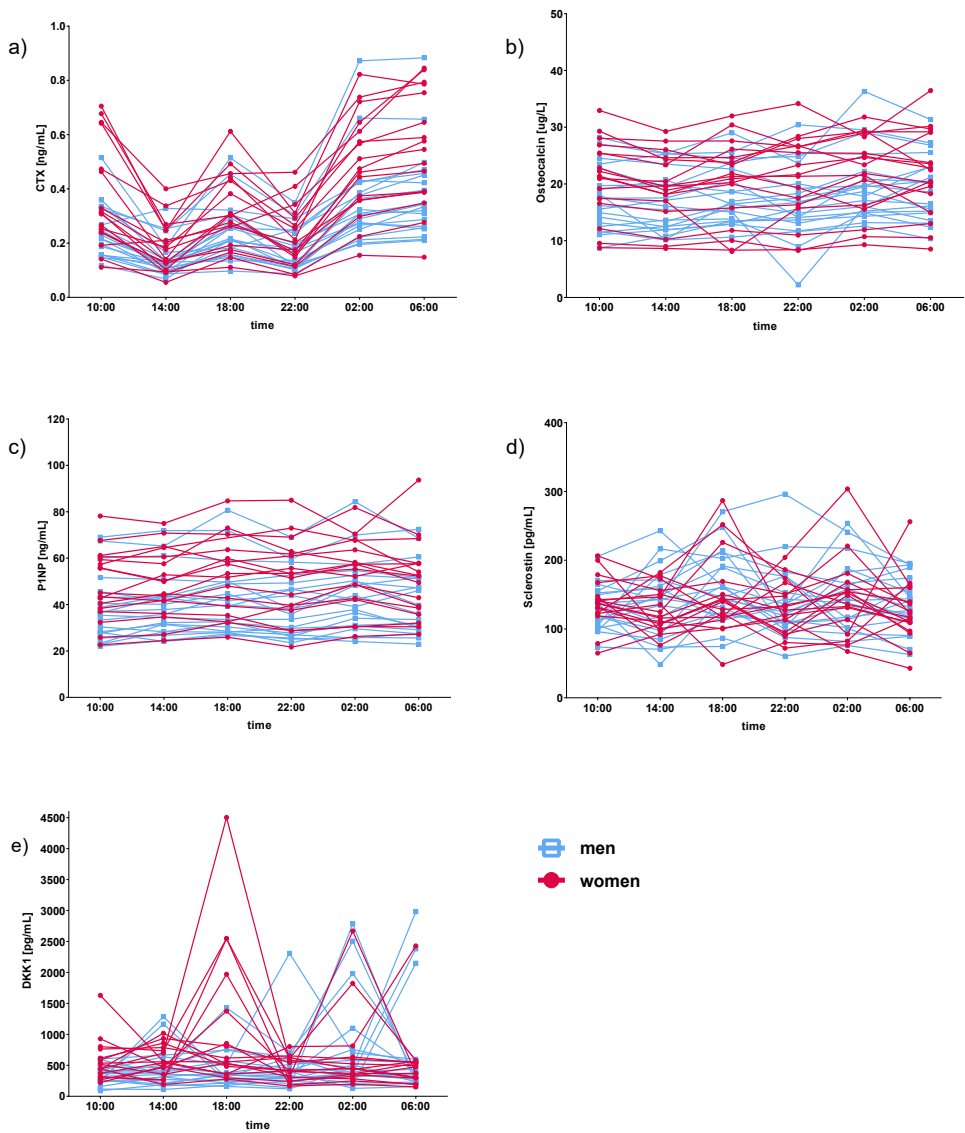 a)
CTX [ng/mL]
1.0
0.8
0.6
0.4
0.2
0.0
10:00 14:00 18:00 22:00 02:00 06:00
time
b)
Osteocalcin [ug/L]
50
40
30
20
10
0
10:00 14:00 18:00 22:00 02:00 06:00
time
c)
P1NP [ng/mL]
120
100
80
60
40
20
0
10:00 14:00 18:00 22:00 02:00 06:00
time
d)
Sclerostin [pg/mL]
400
300
200
100
0
10:00 14:00 18:00 22:00 02:00 06:00
time
e)
DKK1 [pg/mL]
4500
4000
3500
3000
2500
2000
1500
1000
500
0
10:00 14:00 18:00 22:00 02:00 06:00
time
men
women